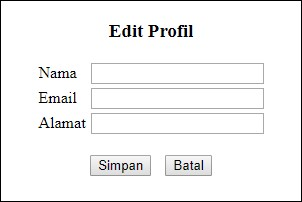 Edit Profil
Nama
Email
Alamat
Simpan Batal